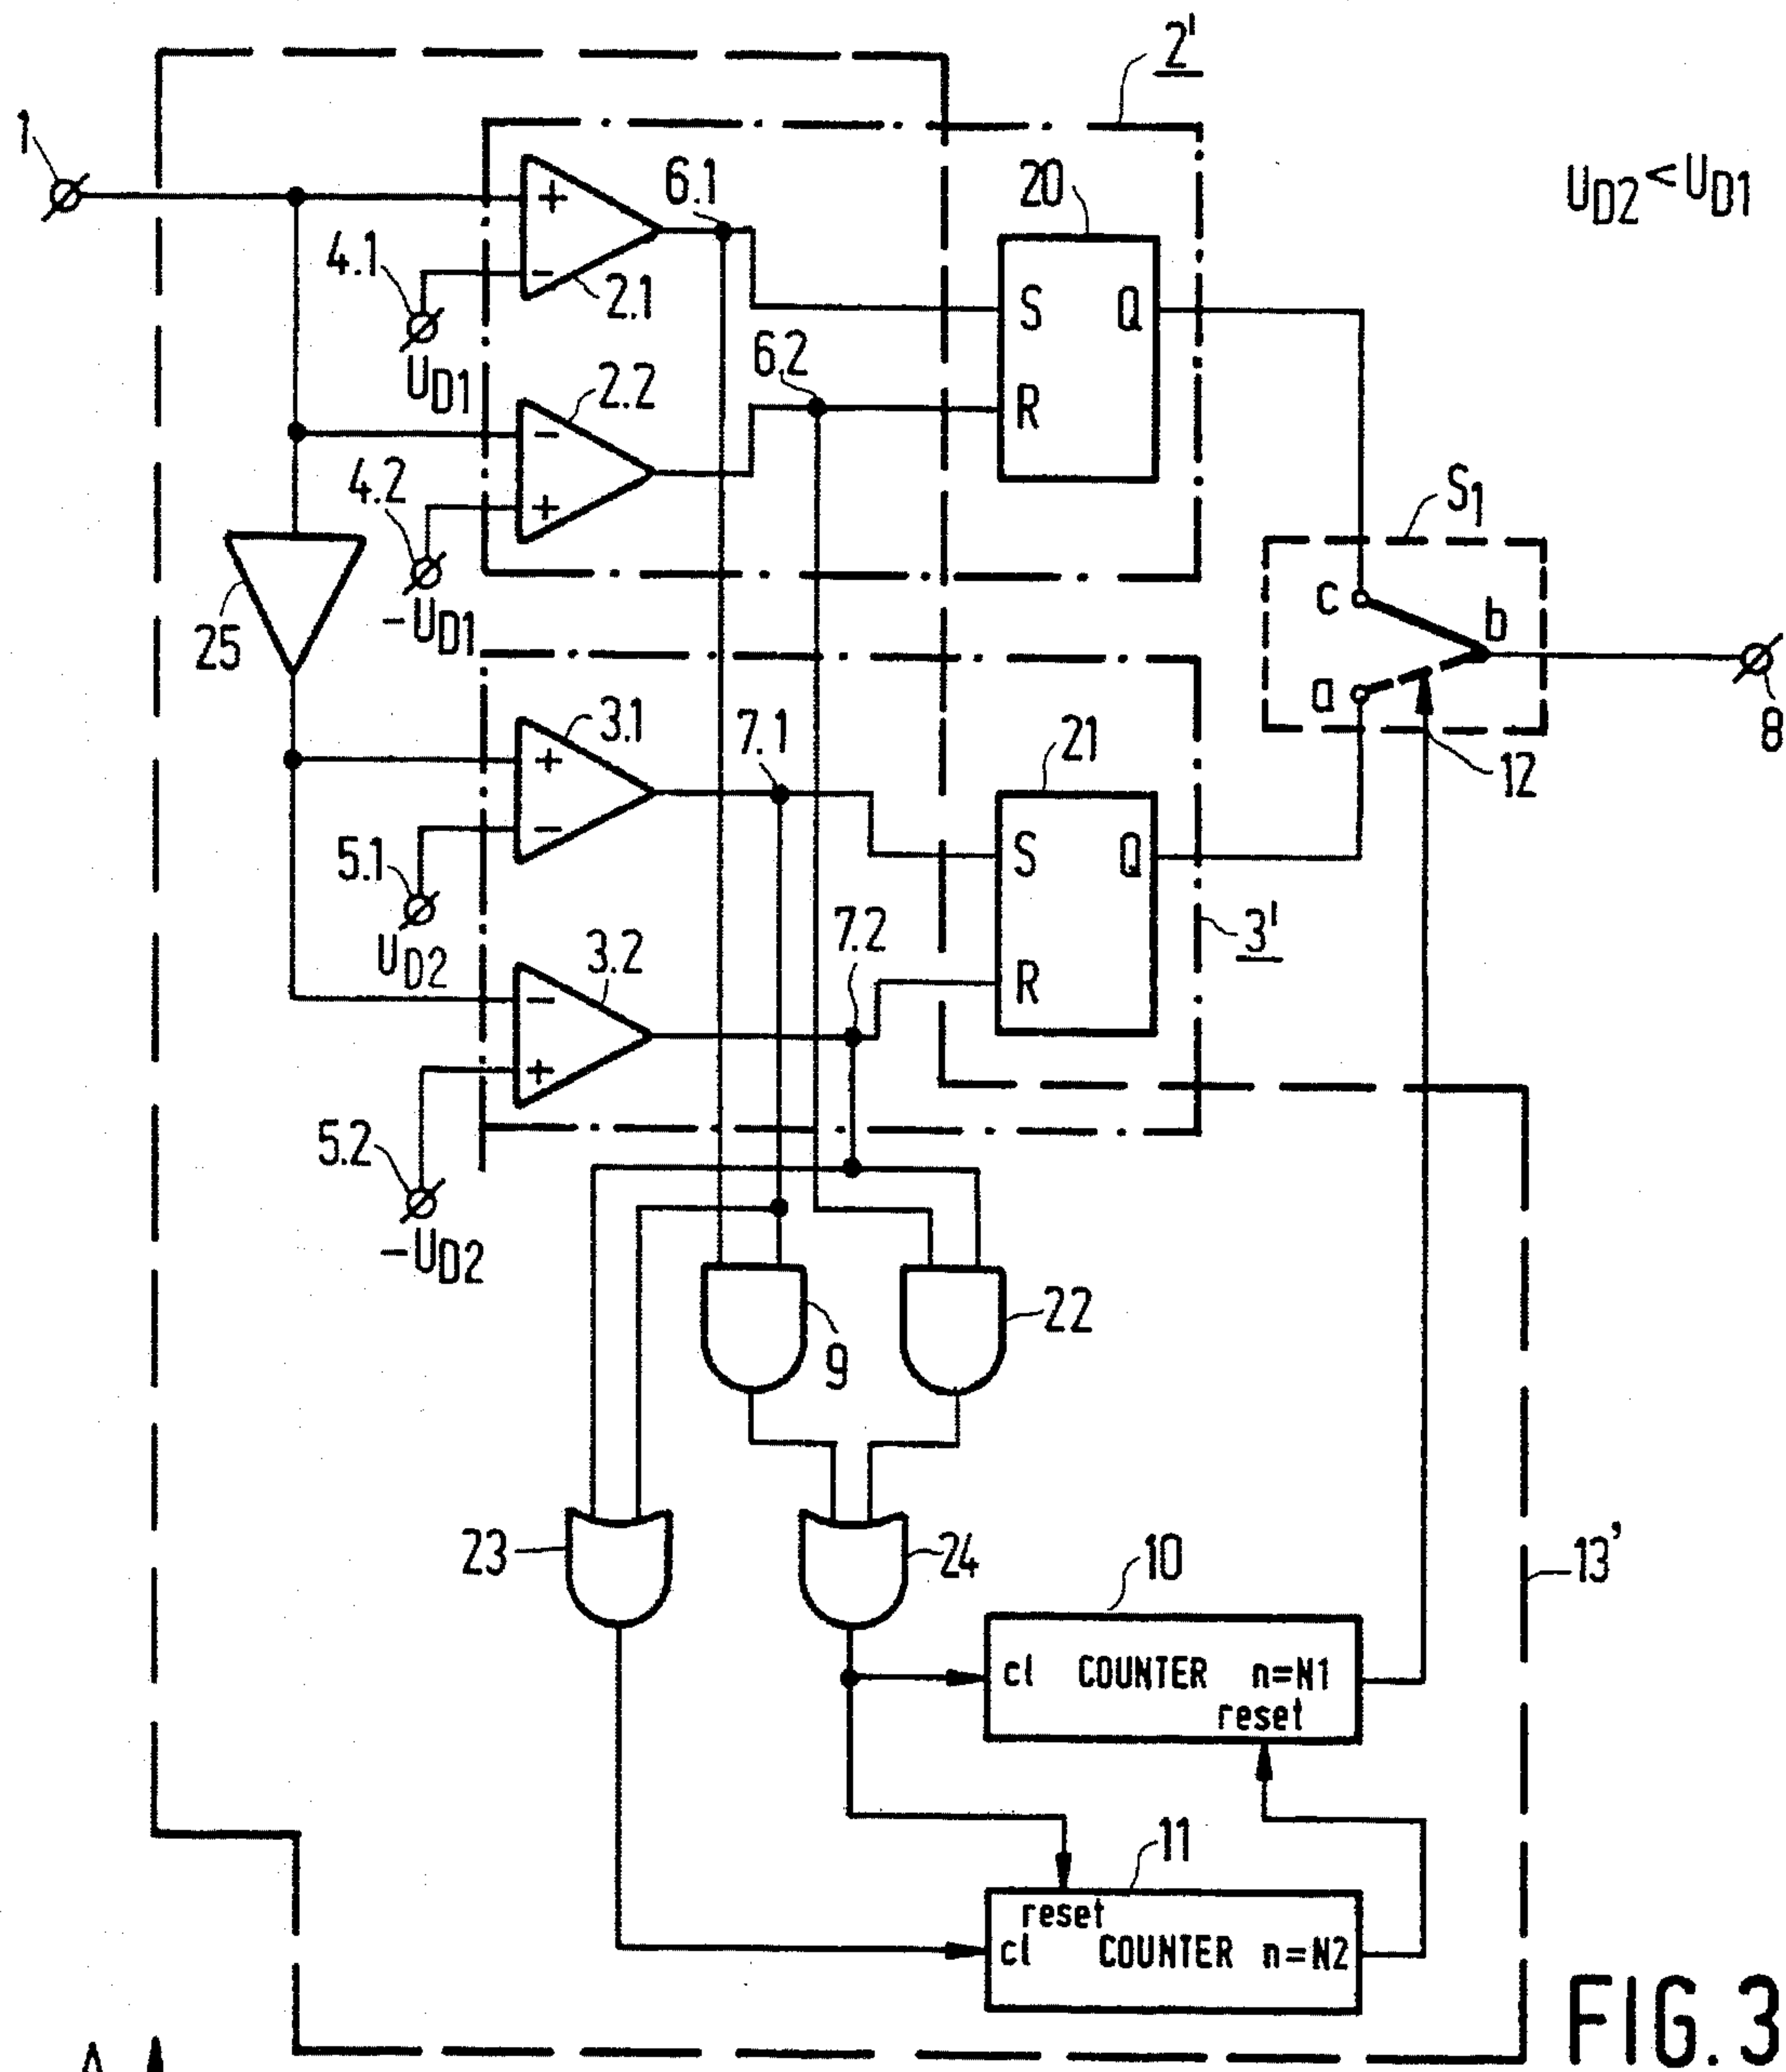 2'
1
6.1
20
U_D2 < U_D1
+
4.1
-
2.1
S Q
U_D1
2.2
6.2
R
-
4.2
+
S1
-U_D1
c
b
25
a
3.1
7.1
21
8
+
12
-
5.1
S Q
U_D2
3.2
7.2
3'
R
-
+
5.2
-U_D2
22
9
23
24
10
13'
cl COUNTER n=N1
reset
11
reset
cl COUNTER n=N2
FIG.3